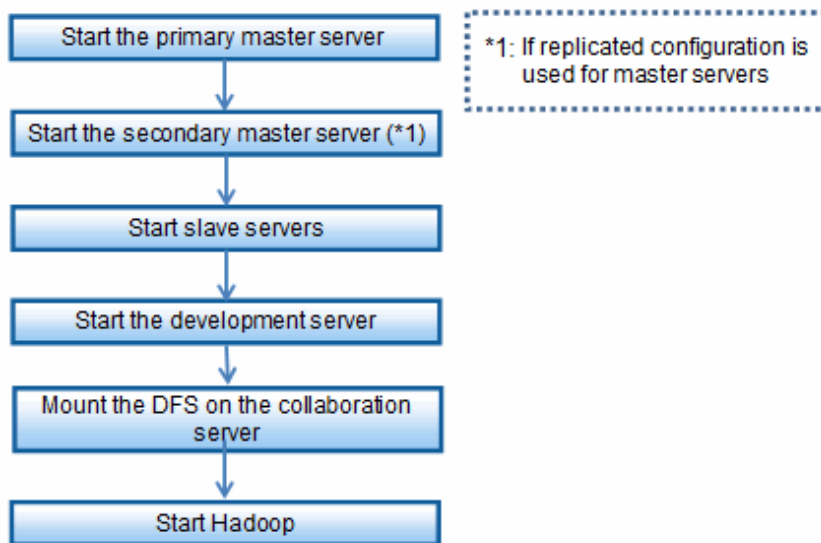 Start the primary master server
*1: If replicated configuration is
used for master servers
Start the secondary master server (*1)
Start slave servers
Start the development server
Mount the DFS on the collaboration
server
Start Hadoop